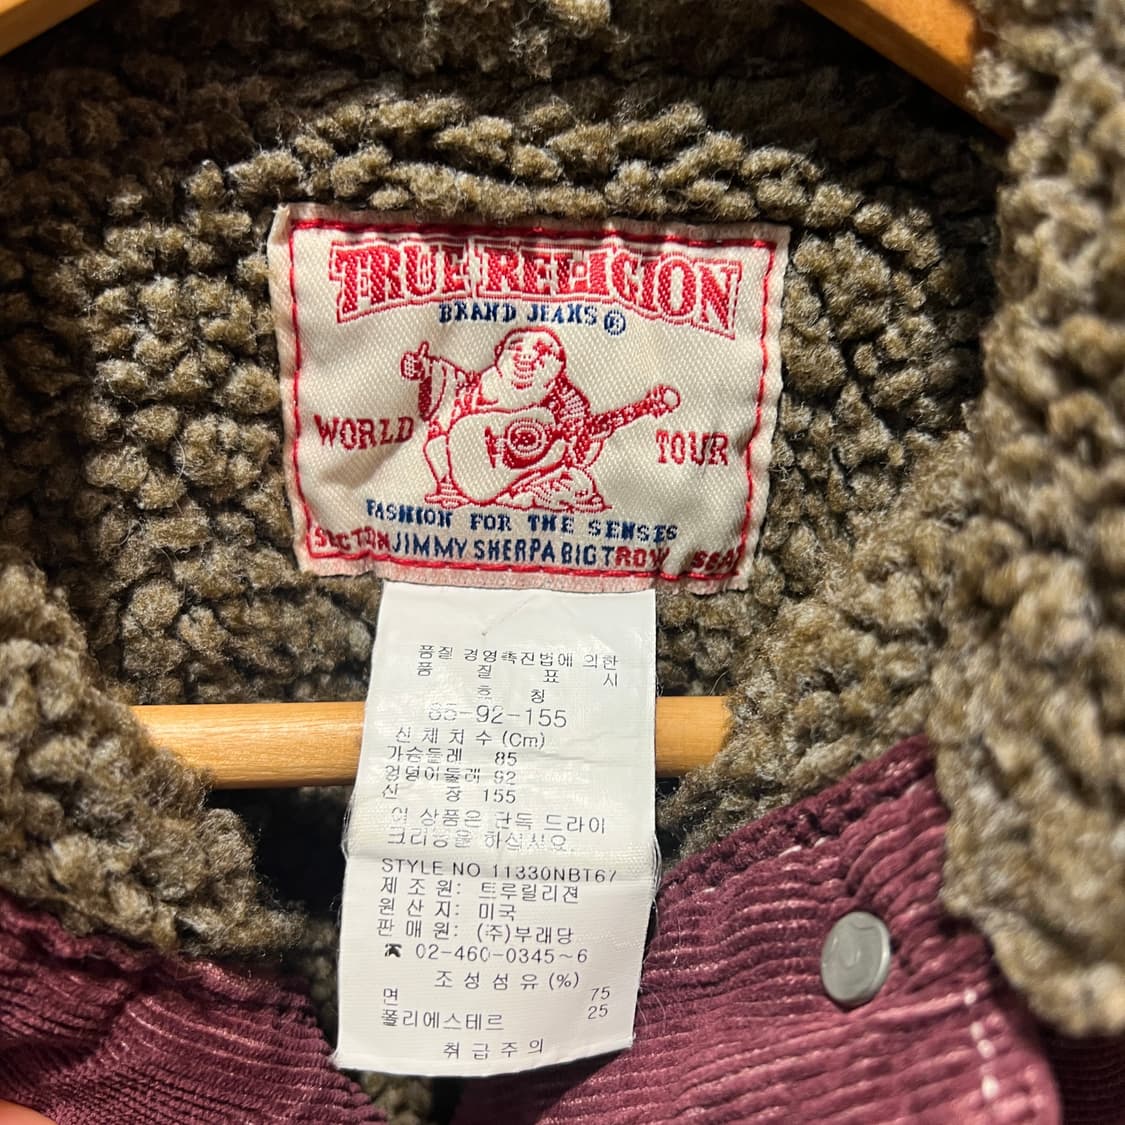 TRUE RELIGION
BRAND JEANS ®
WORLD TOUR
FASHION FOR THE SENSES
SECTION JIMMY SHERPA BIG T ROW SEAT
품질 경영촉진법에 의한
품 질 표 시
호 칭
85-92-155
신 체 치 수 (Cm)
가슴둘레 85
엉덩이둘레 92
신 장 155
이 상품은 단독 드라이
크리닝을 하십시요.
STYLE NO 11330NBT67
제 조 원: 트루릴리젼
원 산 지: 미국
판 매 원: (주)부래당
☎ 02-460-0345~6
조 성 섬 유 (%)
면 75
폴리에스테르 25
취 급 주 의